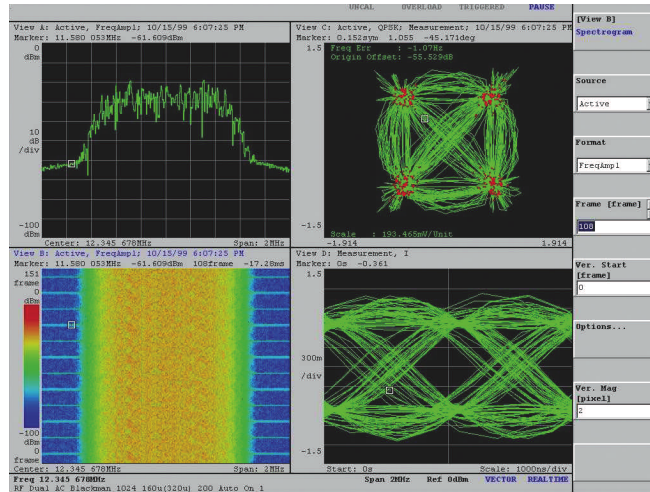 UNCAL OVERLOAD TRIGGERED PAUSE
View A: Active, FreqAmpl; 10/15/99 6:07:25 PM
Marker: 11.580 053MHz -61.609dBm
0
dBm
10
dB
/div
-100
dBm
Center: 12.345 678MHz Span: 2MHz
View C: Active, QPSK; Measurement; 10/15/99 6:07:25 PM
Marker: 0.152sym 1.055 -45.171deg
1.5
Freq Err : -1.07Hz
Origin Offset: -55.529dB
-1.5
Scale : 193.465mV/Unit
-1.914 1.914
View B: Active, FreqAmpl; 10/15/99 6:07:25 PM
Marker: 11.580 053MHz -61.609dBm 108frame -17.28ms
151
frame
0
dBm
-100
dBm
0
frame
Center: 12.345 678MHz Span: 2MHz
View D: Measurement, I
Marker: 0s -0.361
1.5
300m
/div
-1.5
Start: 0s Scale: 1000ns/div
Freq 12.345 678MHz Span 2MHz Ref 0dBm VECTOR REALTIME
RF Dual AC Blackman 1024 160u(320u) 200 Auto On 1
[View B]
Spectrogram
Source
Active
Format
FreqAmpl
Frame [frame]
108
Ver. Start
[frame]
0
Options...
Ver. Mag
[pixel]
2